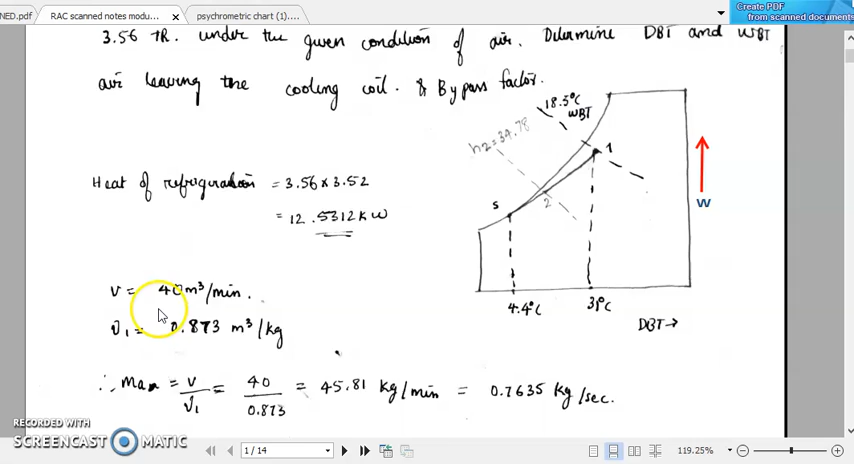 NED.pdf
RAC scanned notes modu... ×
psychrometric chart (1)....
Create PDF
from scanned documents
3.56 TR. under the given condition of air. Determine DBT and WBT
air leaving the cooling coil. & Bypass factor.
18.5°C
WBT
h2=34.78
1
s
2
W
4.4°C
31°C
DBT→
Heat of refrigeration = 3.56 × 3.52
= 12.5312 KW
V = 40 m³/min.
v1 = 0.873 m³/kg
∴ ma = V/v1 = 40/0.873 = 45.81 kg/min = 0.7635 kg/sec.
RECORDED WITH
SCREENCAST MATIC
1 / 14
119.25%